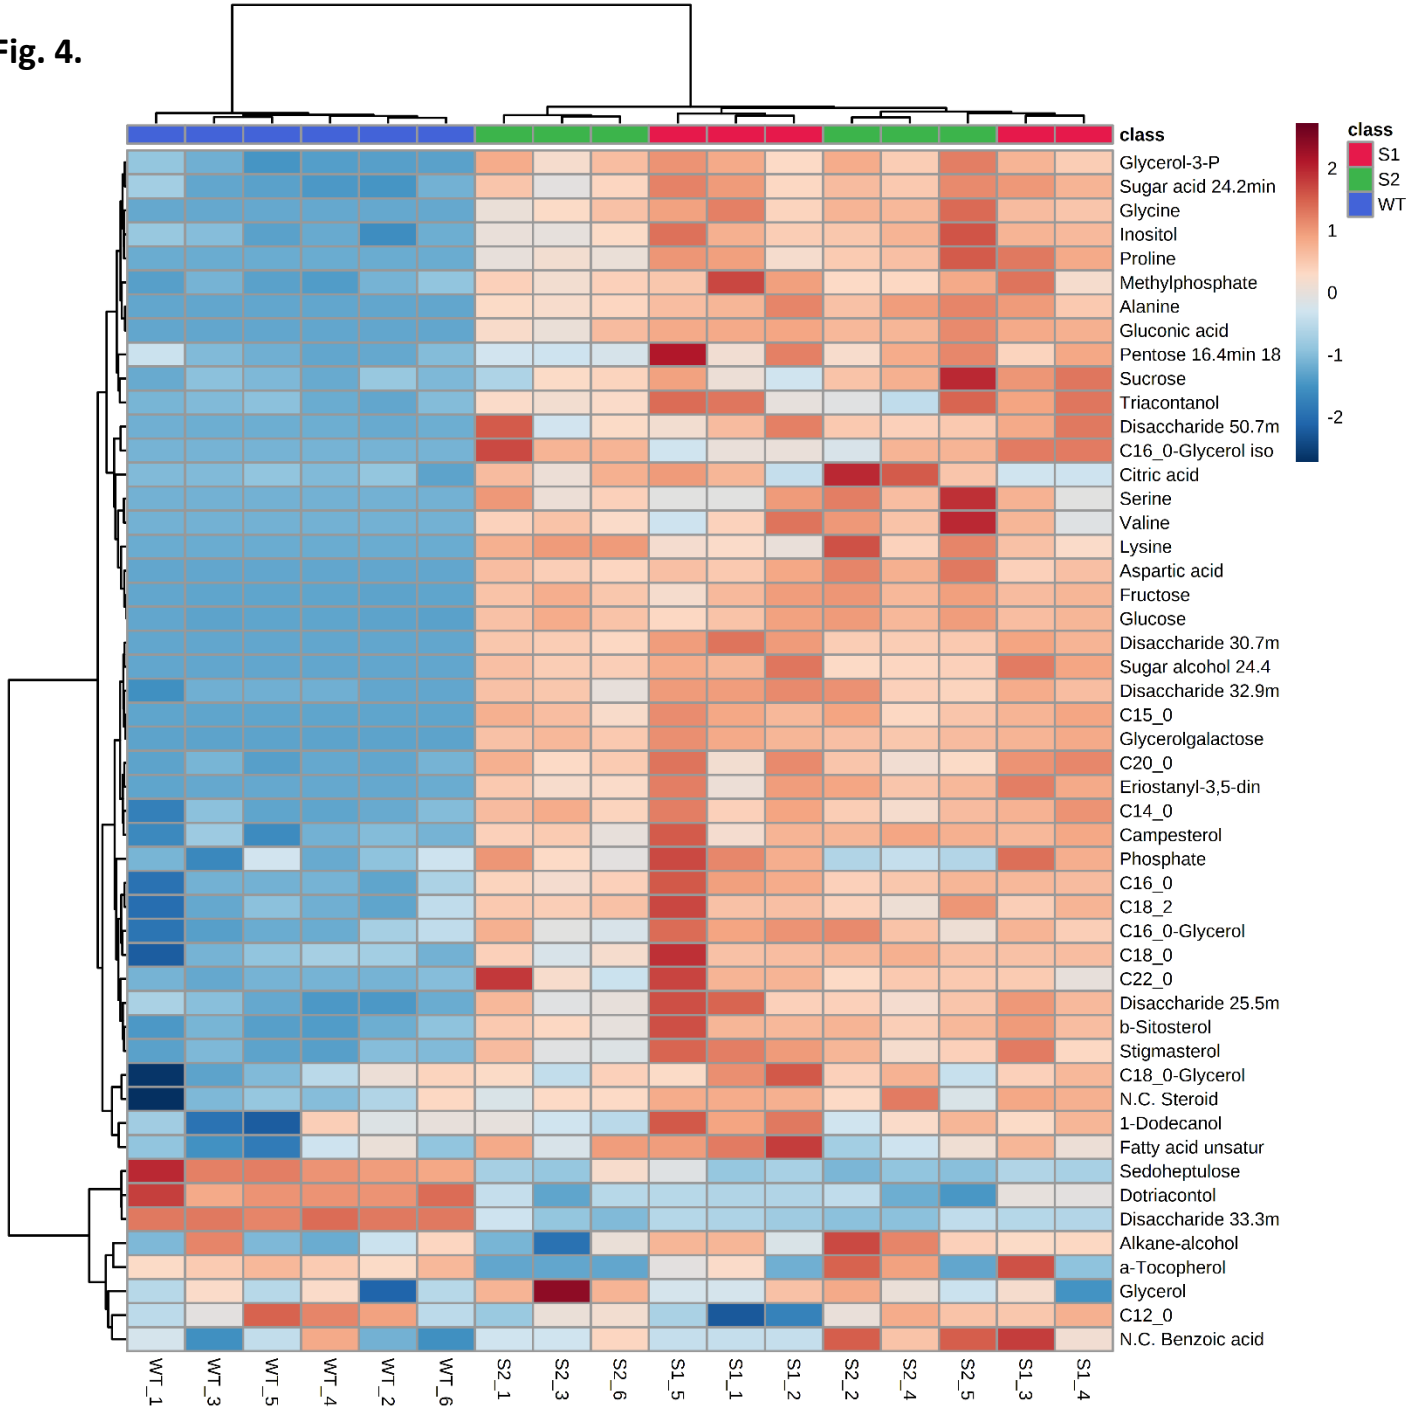 Fig. 4.
class
Glycerol-3-P
Sugar acid 24.2min
Glycine
Inositol
Proline
Methylphosphate
Alanine
Gluconic acid
Pentose 16.4min 18
Sucrose
Triacontanol
Disaccharide 50.7m
C16_0-Glycerol iso
Citric acid
Serine
Valine
Lysine
Aspartic acid
Fructose
Glucose
Disaccharide 30.7m
Sugar alcohol 24.4
Disaccharide 32.9m
C15_0
Glycerolgalactose
C20_0
Eriostanyl-3,5-din
C14_0
Campesterol
Phosphate
C16_0
C18_2
C16_0-Glycerol
C18_0
C22_0
Disaccharide 25.5m
b-Sitosterol
Stigmasterol
C18_0-Glycerol
N.C. Steroid
1-Dodecanol
Fatty acid unsatur
Sedoheptulose
Dotriacontol
Disaccharide 33.3m
Alkane-alcohol
a-Tocopherol
Glycerol
C12_0
N.C. Benzoic acid
2
1
0
-1
-2
class
S1
S2
WT
WT_1
WT_3
WT_5
WT_4
WT_2
WT_6
S2_1
S2_3
S2_6
S1_5
S1_1
S1_2
S2_2
S2_4
S2_5
S1_3
S1_4